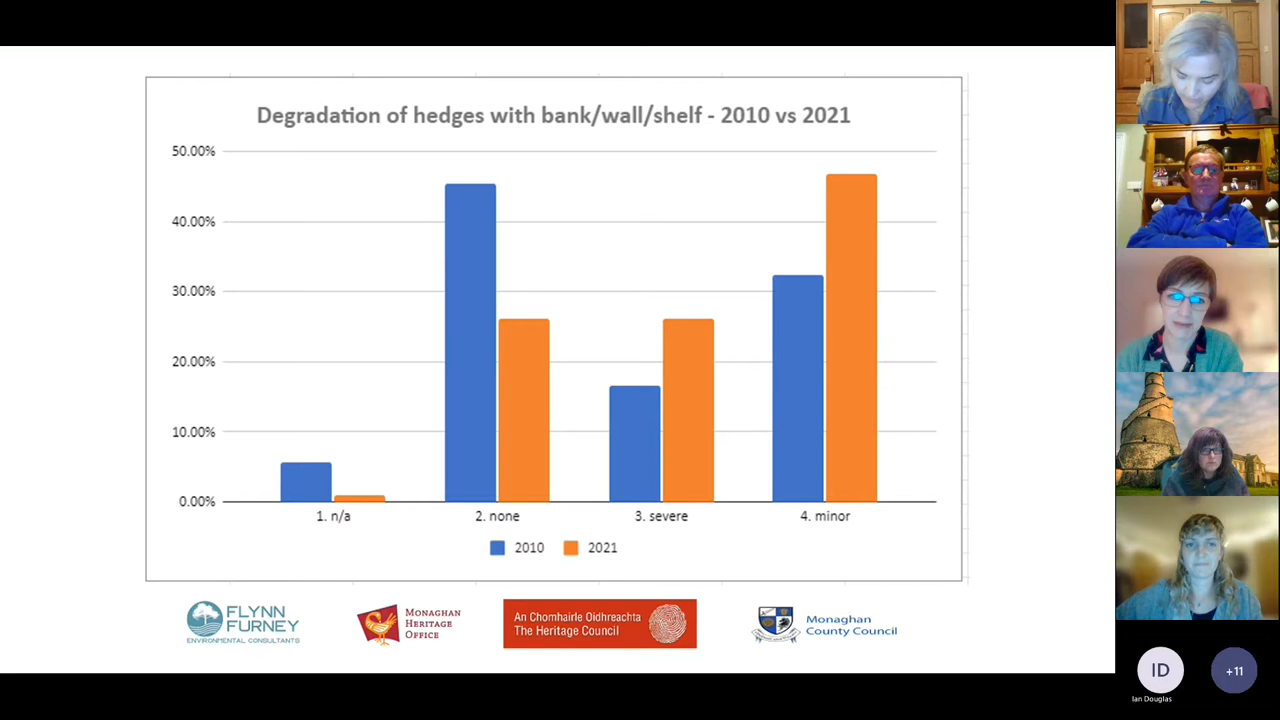 Degradation of hedges with bank/wall/shelf - 2010 vs 2021
50.00%
40.00%
30.00%
20.00%
10.00%
0.00%
1. n/a
2. none
3. severe
4. minor
2010
2021
FLYNN
FURNEY
ENVIRONMENTAL CONSULTANTS
MONAGHAN
HERITAGE
OFFICE
An Chomhairle Oidhreachta
The Heritage Council
Monaghan
County Council
ID
+11
Ian Douglas